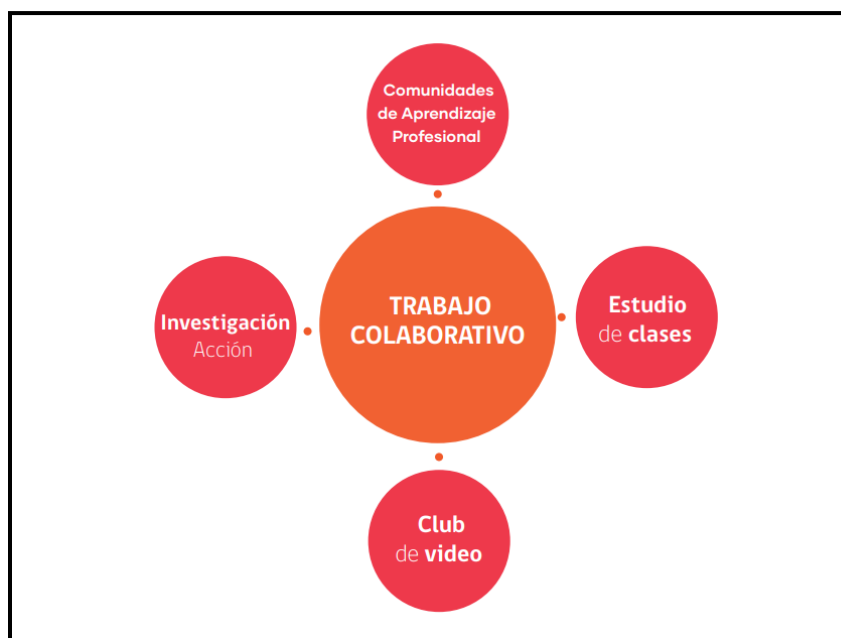 Comunidades
de Aprendizaje
Profesional
Investigación
Acción
TRABAJO
COLABORATIVO
Estudio
de clases
Club
de video